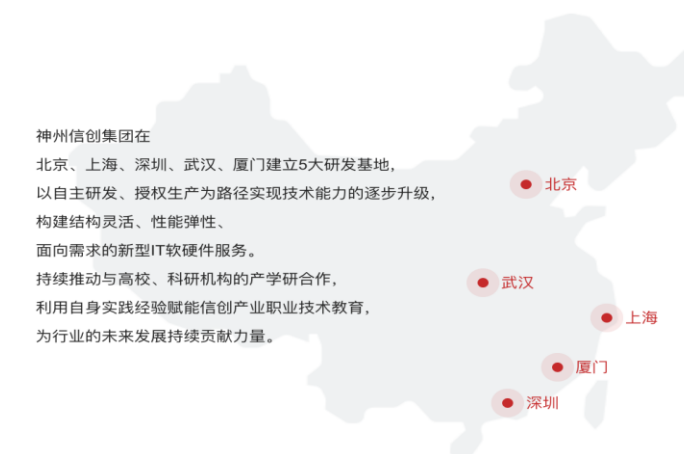 神州信创集团在
北京、上海、深圳、武汉、厦门建立5大研发基地，
以自主研发、授权生产为路径实现技术能力的逐步升级，
构建结构灵活、性能弹性、
面向需求的新型IT软硬件服务。
持续推动与高校、科研机构的产学研合作，
利用自身实践经验赋能信创产业职业技术教育，
为行业的未来发展持续贡献力量。
北京
武汉
上海
厦门
深圳